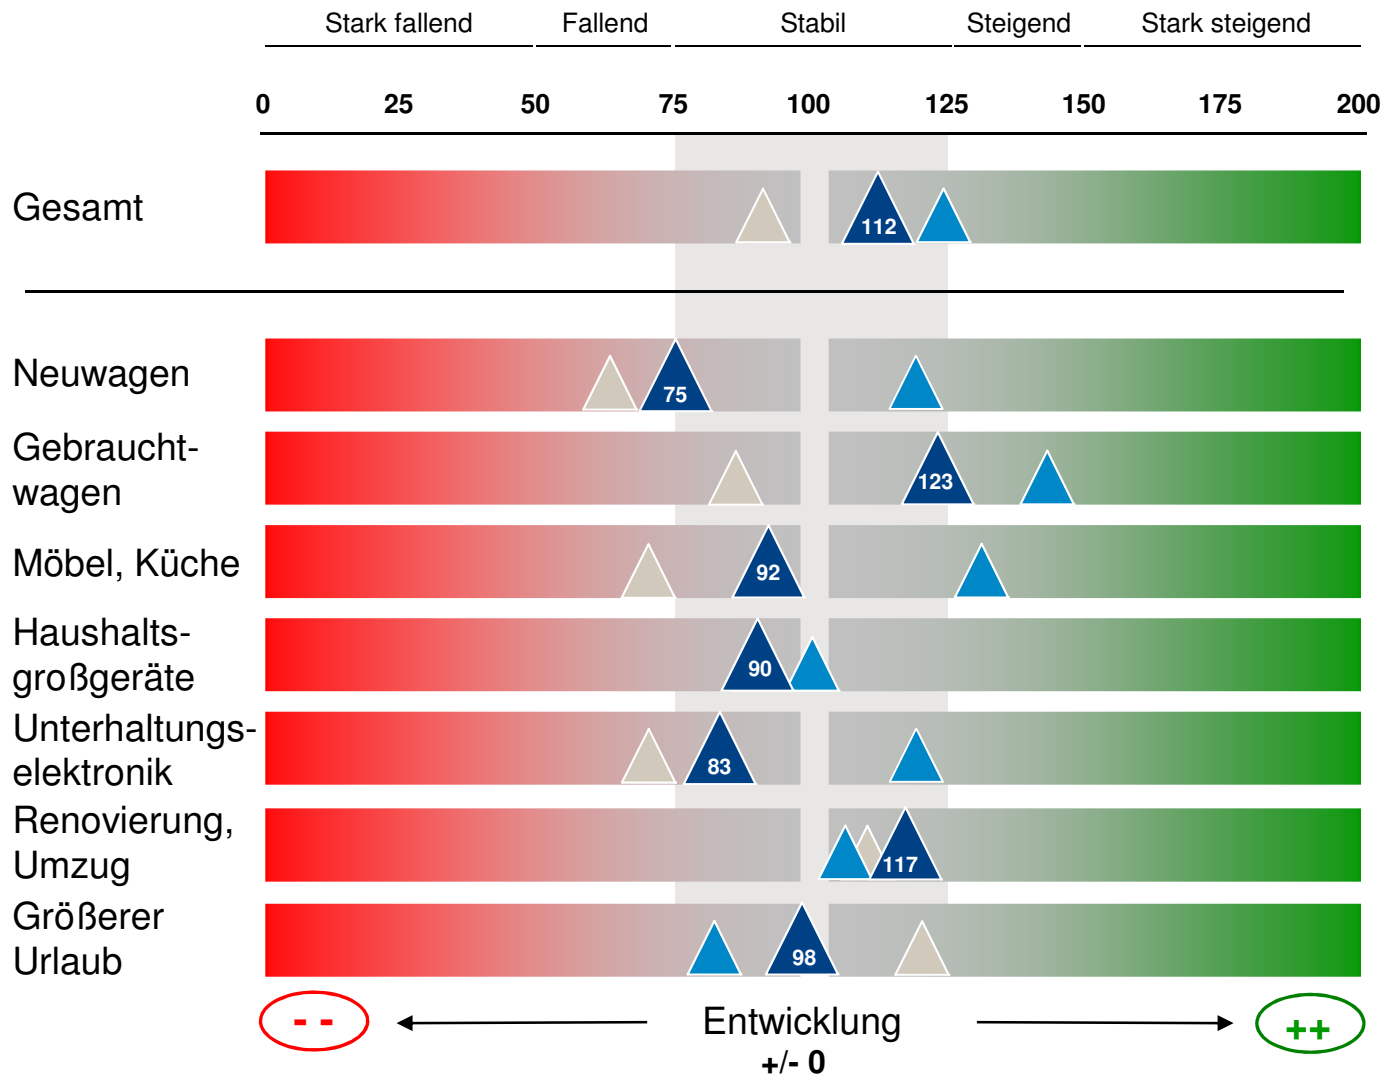 Stark fallend Fallend Stabil Steigend Stark steigend
0 25 50 75 100 125 150 175 200
Gesamt 112
Neuwagen 75
Gebraucht-
wagen 123
Möbel, Küche 92
Haushalts-
großgeräte 90
Unterhaltungs-
elektronik 83
Renovierung,
Umzug 117
Größerer
Urlaub 98
- - Entwicklung ++
+/- 0